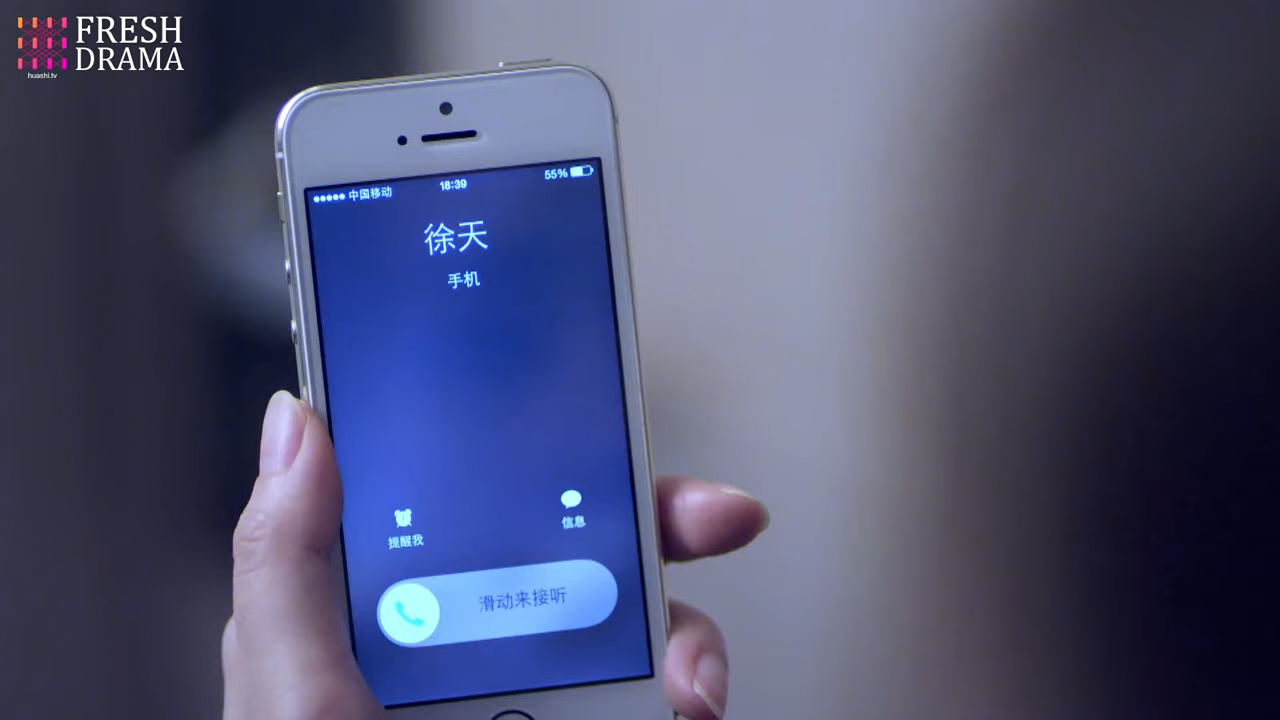 FRESH
DRAMA
huashi.tv
中国移动 18:39 55%
徐天
手机
提醒我 信息
滑动来接听